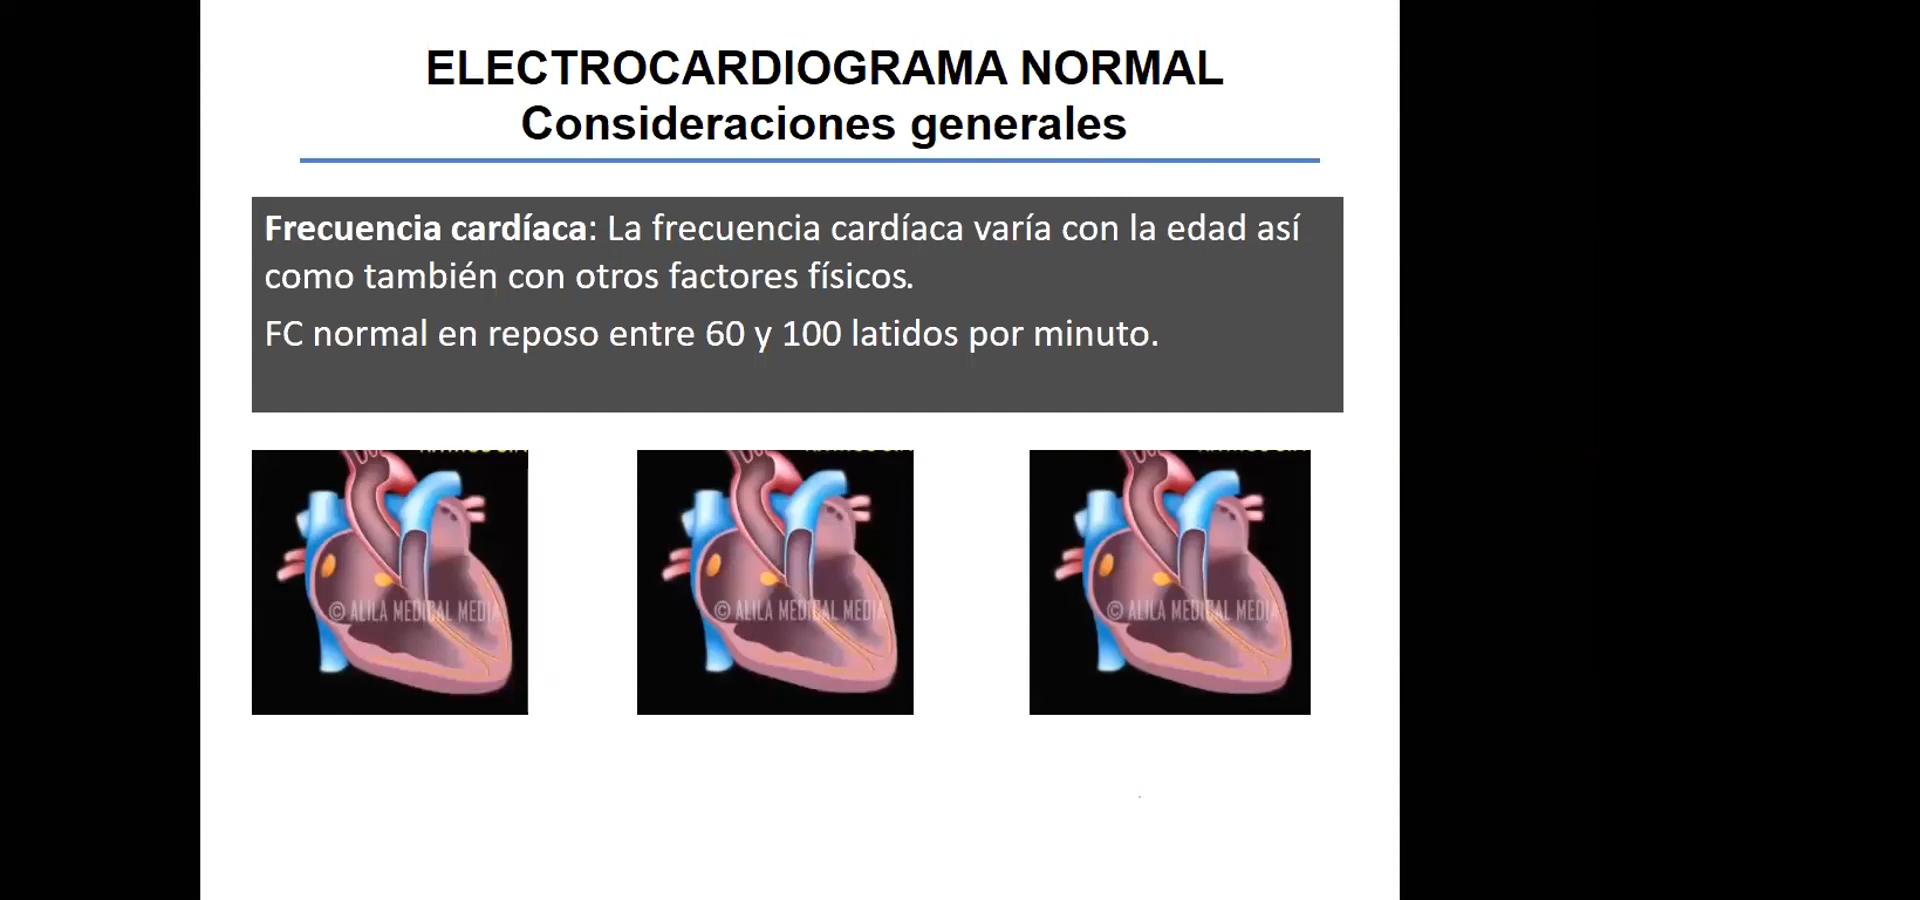 ELECTROCARDIOGRAMA NORMAL
Consideraciones generales
Frecuencia cardíaca: La frecuencia cardíaca varía con la edad así
como también con otros factores físicos.
FC normal en reposo entre 60 y 100 latidos por minuto.
© ALILA MEDICAL MEDIA
© ALILA MEDICAL MEDIA
© ALILA MEDICAL MEDIA